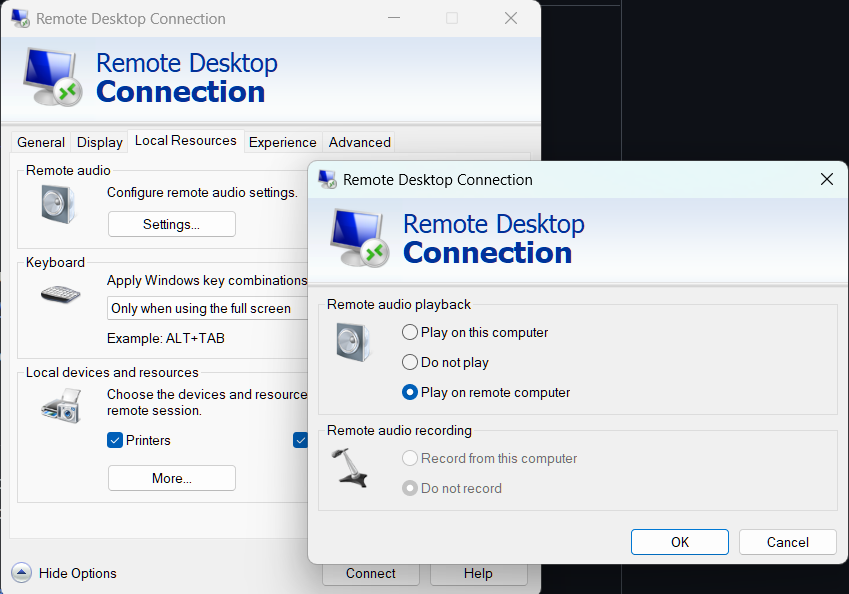 Remote Desktop Connection
Remote Desktop
Connection
General Display Local Resources Experience Advanced
Remote audio
Configure remote audio settings.
Settings...
Keyboard
Apply Windows key combinations
Only when using the full screen
Example: ALT+TAB
Local devices and resources
Choose the devices and resource
remote session.
Printers
More...
Hide Options
Connect Help
Remote Desktop Connection
Remote Desktop
Connection
Remote audio playback
Play on this computer
Do not play
Play on remote computer
Remote audio recording
Record from this computer
Do not record
OK Cancel